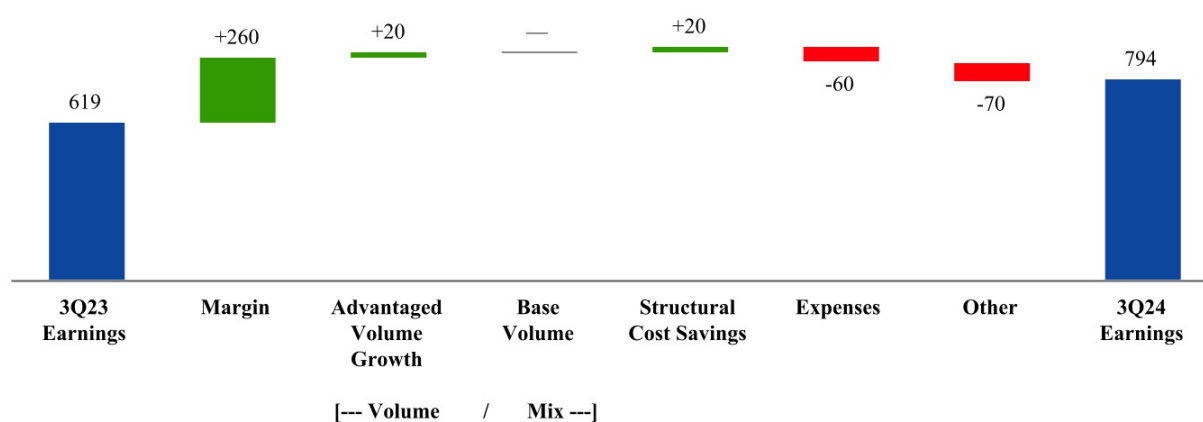 619
+260
+20
—
+20
-60
-70
794
3Q23
Earnings
Margin
Advantaged
Volume
Growth
Base
Volume
Structural
Cost Savings
Expenses
Other
3Q24
Earnings
[--- Volume / Mix ---]